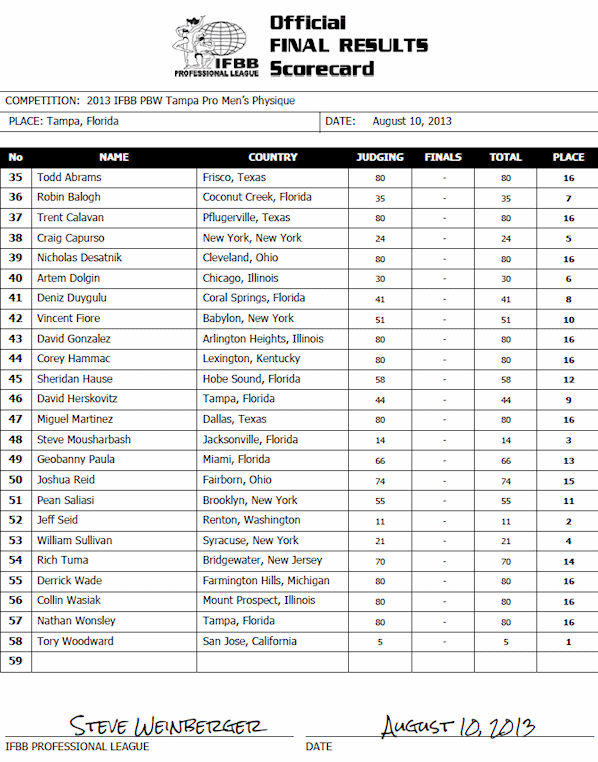 Official
FINAL RESULTS
Scorecard
IFBB
PROFESSIONAL LEAGUE
COMPETITION: 2013 IFBB PBW Tampa Pro Men's Physique
PLACE: Tampa, Florida DATE: August 10, 2013
No NAME COUNTRY JUDGING FINALS TOTAL PLACE
35 Todd Abrams Frisco, Texas 80 - 80 16
36 Robin Balogh Coconut Creek, Florida 35 - 35 7
37 Trent Calavan Pflugerville, Texas 80 - 80 16
38 Craig Capurso New York, New York 24 - 24 5
39 Nicholas Desatnik Cleveland, Ohio 80 - 80 16
40 Artem Dolgin Chicago, Illinois 30 - 30 6
41 Deniz Duygulu Coral Springs, Florida 41 - 41 8
42 Vincent Fiore Babylon, New York 51 - 51 10
43 David Gonzalez Arlington Heights, Illinois 80 - 80 16
44 Corey Hammac Lexington, Kentucky 80 - 80 16
45 Sheridan Hause Hobe Sound, Florida 58 - 58 12
46 David Herskovitz Tampa, Florida 44 - 44 9
47 Miguel Martinez Dallas, Texas 80 - 80 16
48 Steve Mousharbash Jacksonville, Florida 14 - 14 3
49 Geobanny Paula Miami, Florida 66 - 66 13
50 Joshua Reid Fairborn, Ohio 74 - 74 15
51 Pean Saliasi Brooklyn, New York 55 - 55 11
52 Jeff Seid Renton, Washington 11 - 11 2
53 William Sullivan Syracuse, New York 21 - 21 4
54 Rich Tuma Bridgewater, New Jersey 70 - 70 14
55 Derrick Wade Farmington Hills, Michigan 80 - 80 16
56 Collin Wasiak Mount Prospect, Illinois 80 - 80 16
57 Nathan Wonsley Tampa, Florida 80 - 80 16
58 Tory Woodward San Jose, California 5 - 5 1
59
STEVE WEINBERGER AUGUST 10, 2013
IFBB PROFESSIONAL LEAGUE DATE